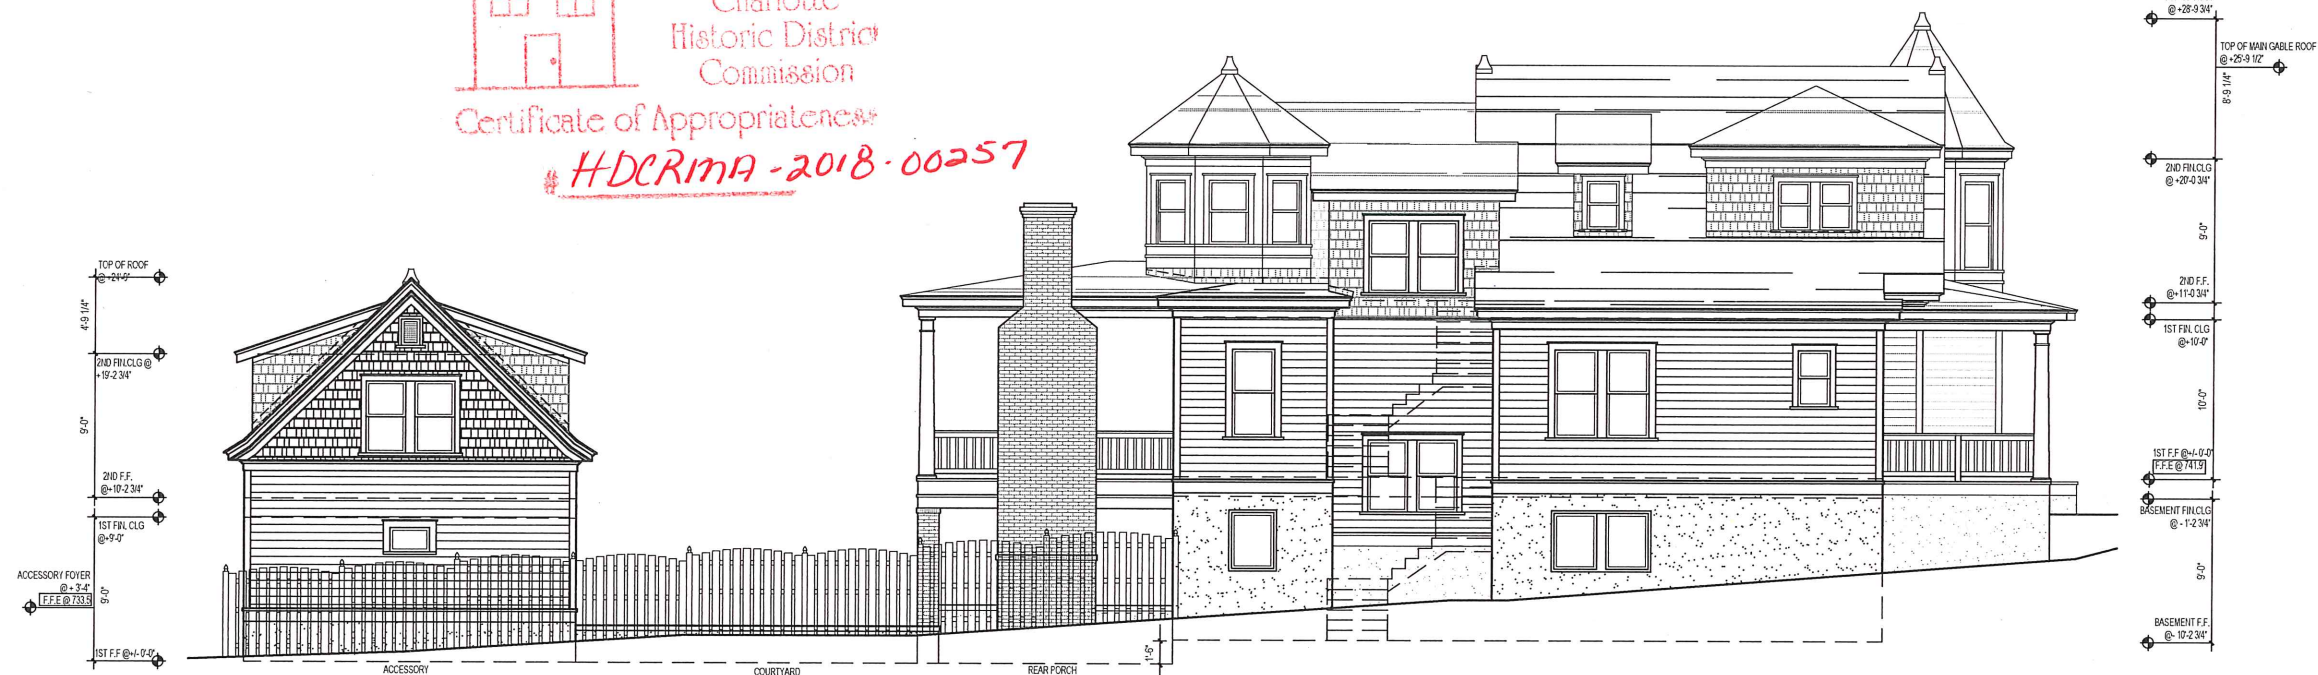 Charlotte
Historic District
Commission
Certificate of Appropriateness
# HDCRMA-2018-00257
TOP OF ROOF
@ +24'-0"
4'-9 1/4"
2ND FIN.CLG @
+19'-2 3/4"
9'-0"
2ND F.F.
@+10'-2 3/4"
1ST FIN. CLG
@+9'-0"
ACCESSORY FOYER
@ + 3'-4"
F.F.E @ 733.5
9'-0"
1ST F.F @+/- 0'-0"
ACCESSORY
COURTYARD
REAR PORCH
1'-6"
@ +28'-9 3/4"
TOP OF MAIN GABLE ROOF
@ +25'-9 1/2"
8'-9 1/4"
2ND FIN.CLG
@ +20'-0 3/4"
9'-0"
2ND F.F.
@+11'-0 3/4"
1ST FIN. CLG
@+10'-0"
10'-0"
1ST F.F @+/- 0'-0"
F.F.E @ 741.9
BASEMENT FIN.CLG
@ - 1'-2 3/4"
9'-0"
BASEMENT F.F.
@- 10'-2 3/4"